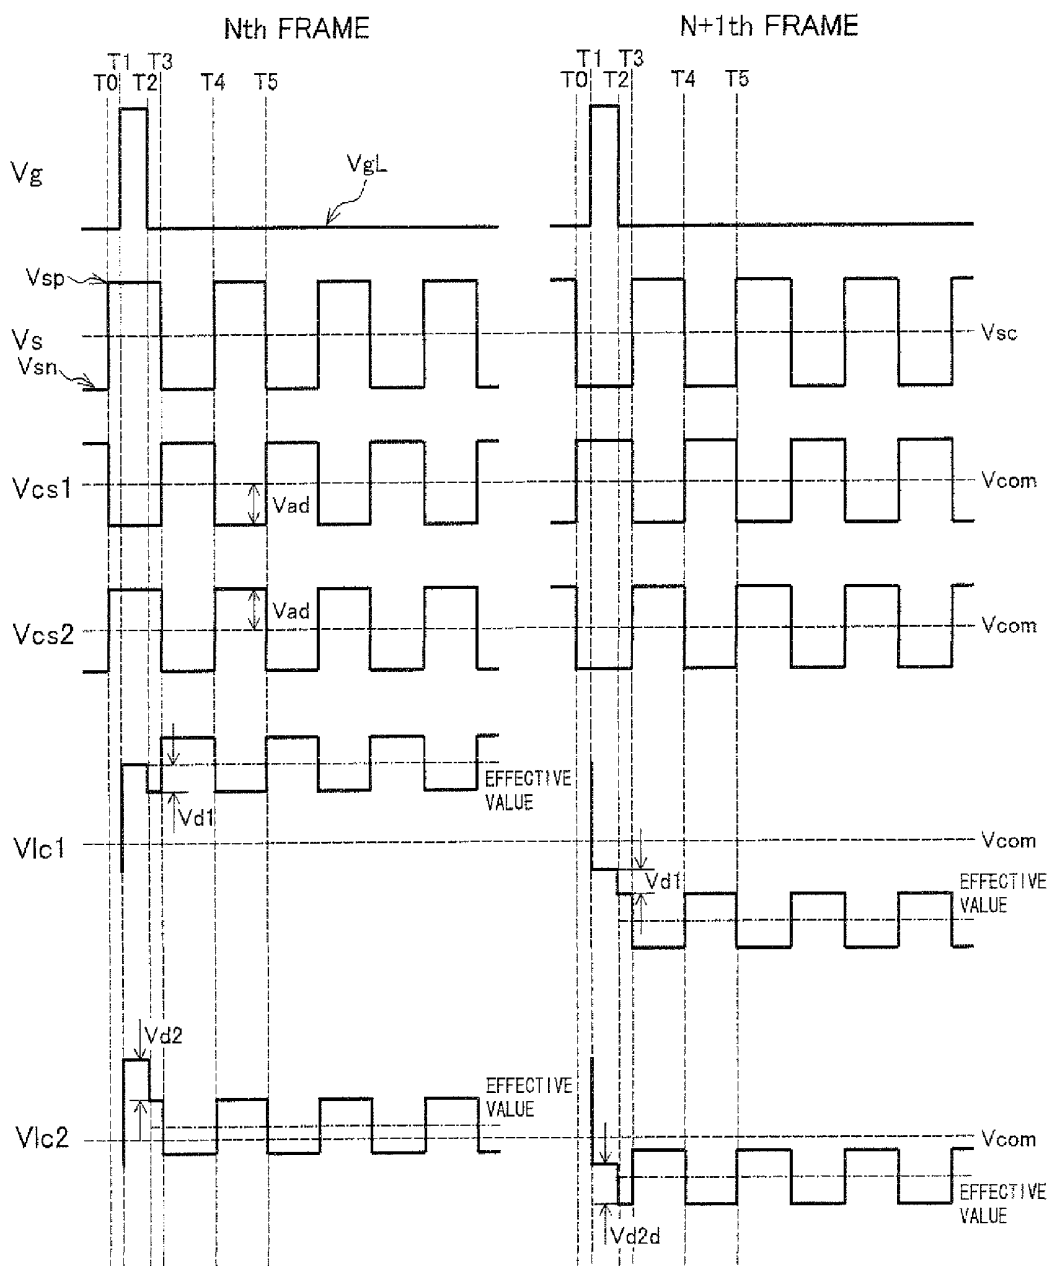 Nth FRAME
N+1th FRAME
T1 T3
T0 T2 T4 T5
T1 T3
T0 T2 T4 T5
Vg
VgL
Vsp
Vs
Vsn
Vsc
Vcs1
Vad
Vcom
Vcs2
Vad
Vcom
EFFECTIVE
VALUE
Vd1
Vlc1
Vcom
Vd1
EFFECTIVE
VALUE
Vd2
EFFECTIVE
VALUE
Vlc2
Vcom
EFFECTIVE
VALUE
Vd2d